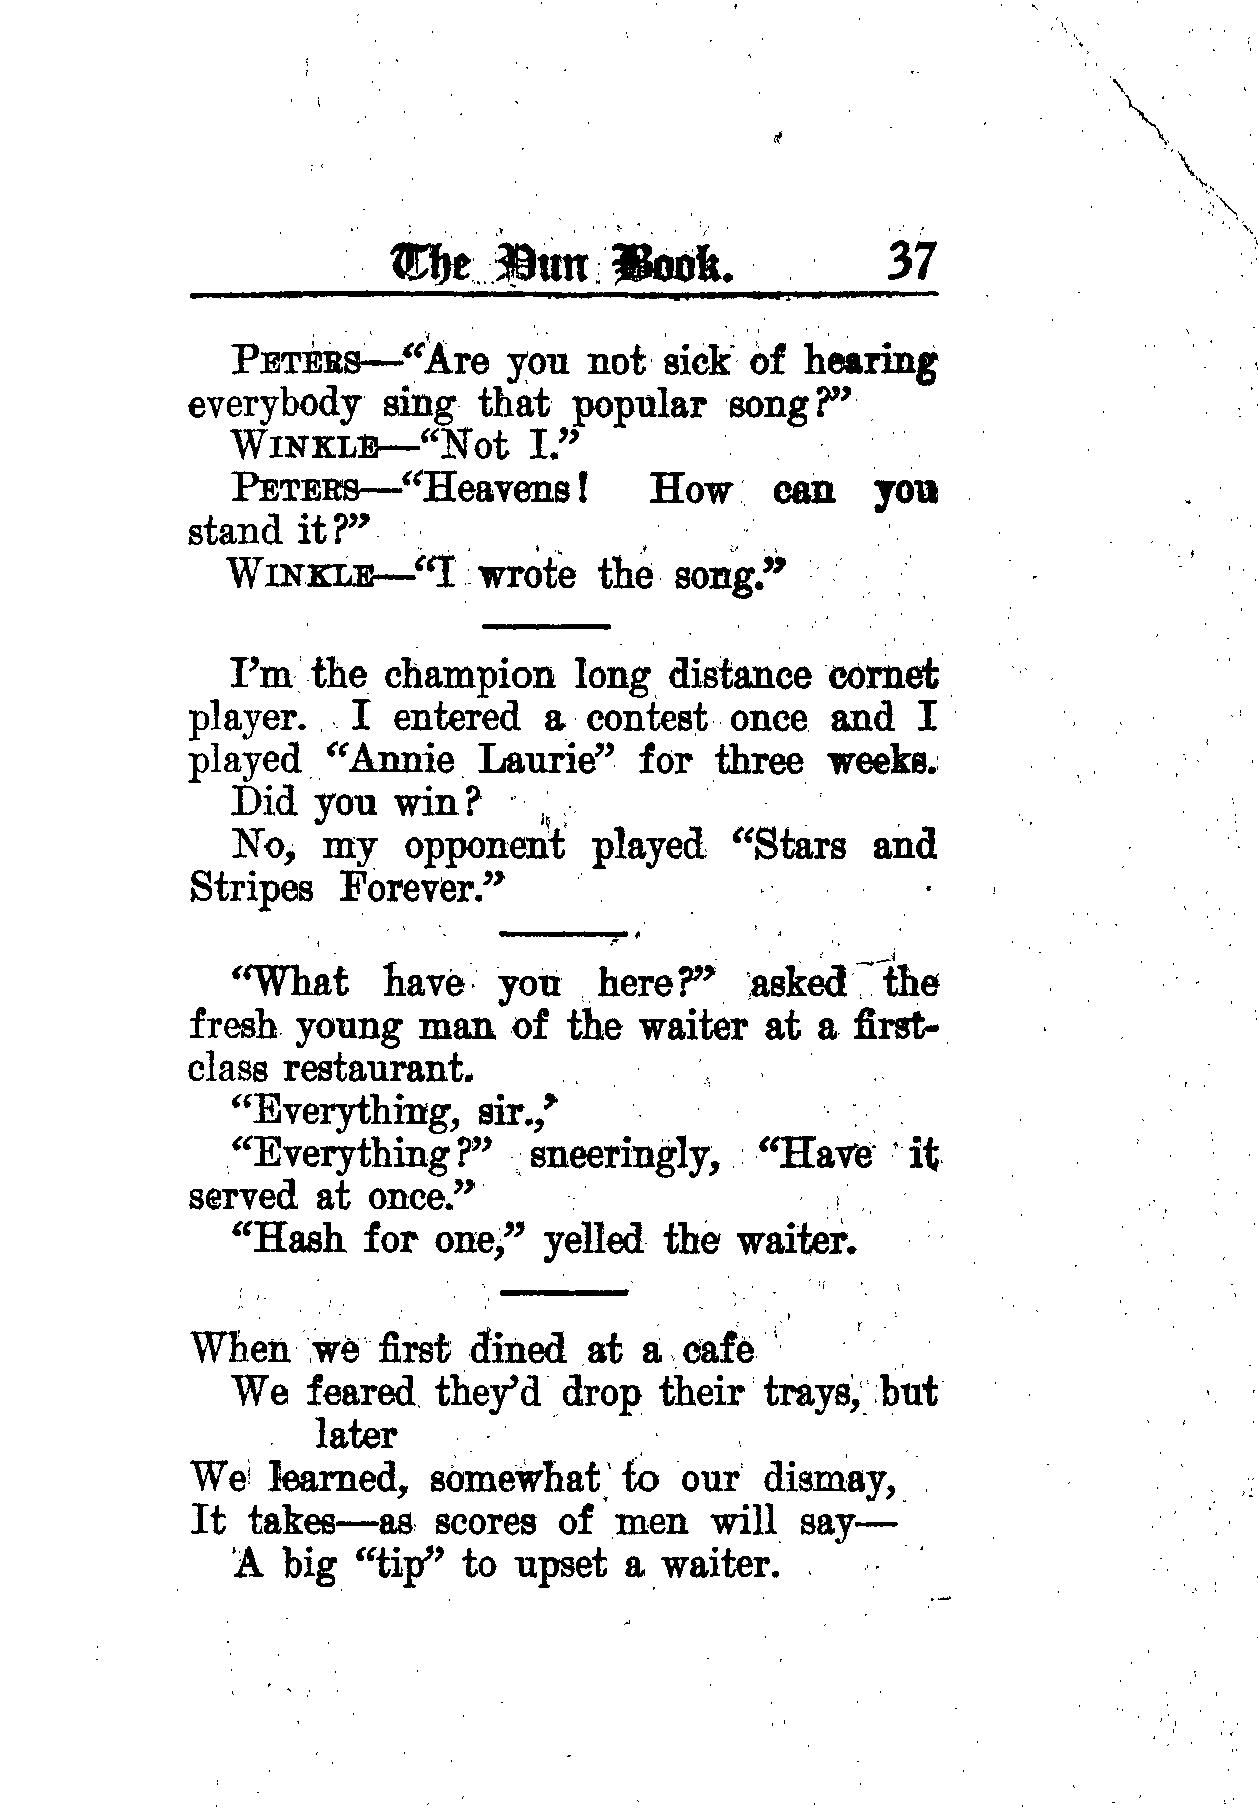 The Pun Book. 37
PETERS—“Are you not sick of hearing
everybody sing that popular song?”
WINKLE—“Not I.”
PETERS—“Heavens! How can you
stand it?”
WINKLE—“I wrote the song.”
I’m the champion long distance cornet
player. I entered a contest once and I
played “Annie Laurie” for three weeks.
Did you win?
No, my opponent played “Stars and
Stripes Forever.”
“What have you here?” asked the
fresh young man of the waiter at a first-
class restaurant.
“Everything, sir.,’
“Everything?” sneeringly, “Have it
served at once.”
“Hash for one,” yelled the waiter.
When we first dined at a cafe
We feared they’d drop their trays, but
later
We learned, somewhat to our dismay,
It takes—as scores of men will say—
A big “tip” to upset a waiter.